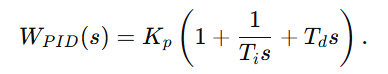 W_{PID}(s) = K_p \left( 1 + \frac{1}{T_i s} + T_d s \right).